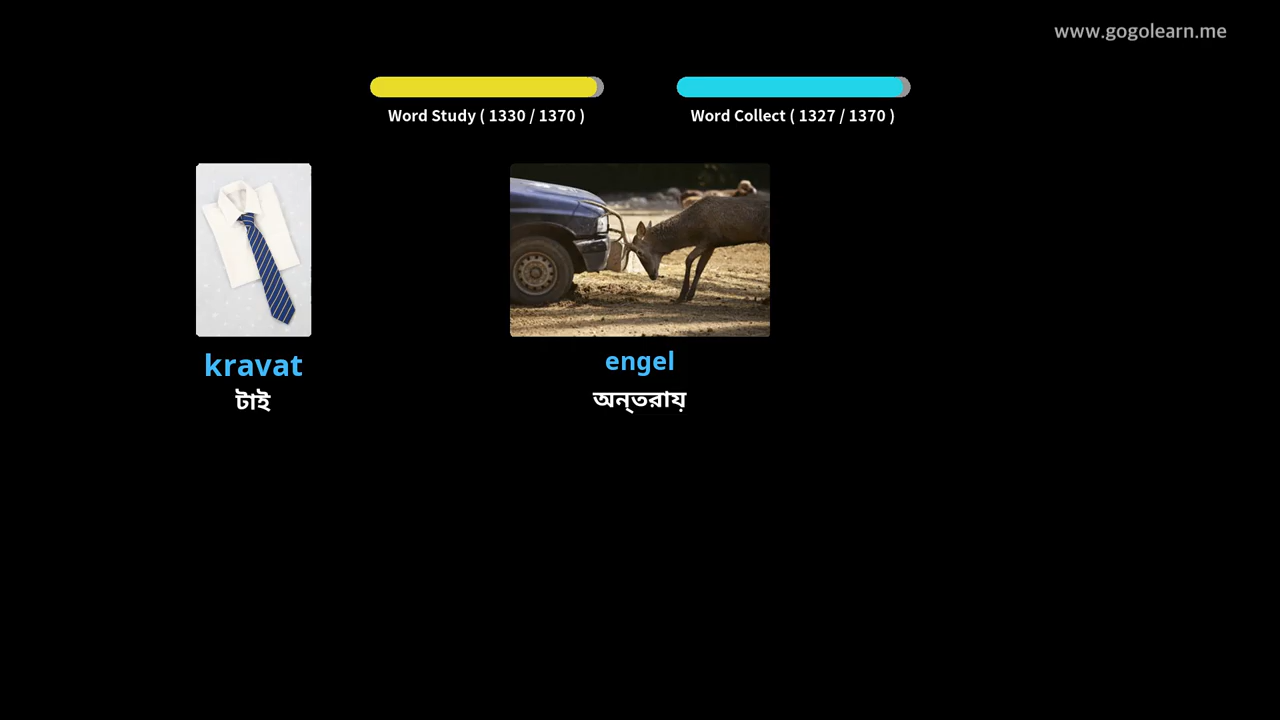 www.gogolearn.me
Word Study ( 1330 / 1370 )
Word Collect ( 1327 / 1370 )
kravat
টাই
engel
অন্তরায়